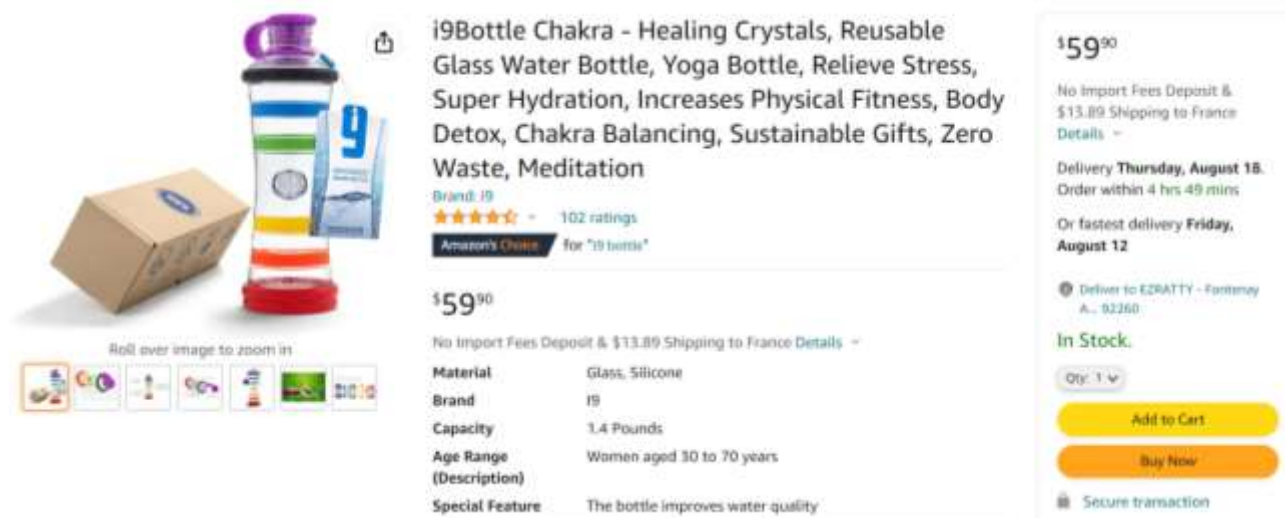 i9Bottle Chakra - Healing Crystals, Reusable
Glass Water Bottle, Yoga Bottle, Relieve Stress,
Super Hydration, Increases Physical Fitness, Body
Detox, Chakra Balancing, Sustainable Gifts, Zero
Waste, Meditation
Brand: i9
102 ratings
Amazon's Choice for "i9 bottle"
$59 90
No Import Fees Deposit & $13.89 Shipping to France Details
Material Glass, Silicone
Brand I9
Capacity 1.4 Pounds
Age Range
(Description) Women aged 30 to 70 years
Special Feature The bottle improves water quality
9
Roll over image to zoom in
$59 90
No Import Fees Deposit &
$13.89 Shipping to France
Details
Delivery Thursday, August 18.
Order within 4 hrs 49 mins
Or fastest delivery Friday,
August 12
Deliver to EZRATTY - Fontenay
A... 92260
In Stock.
Qty: 1
Add to Cart
Buy Now
Secure transaction